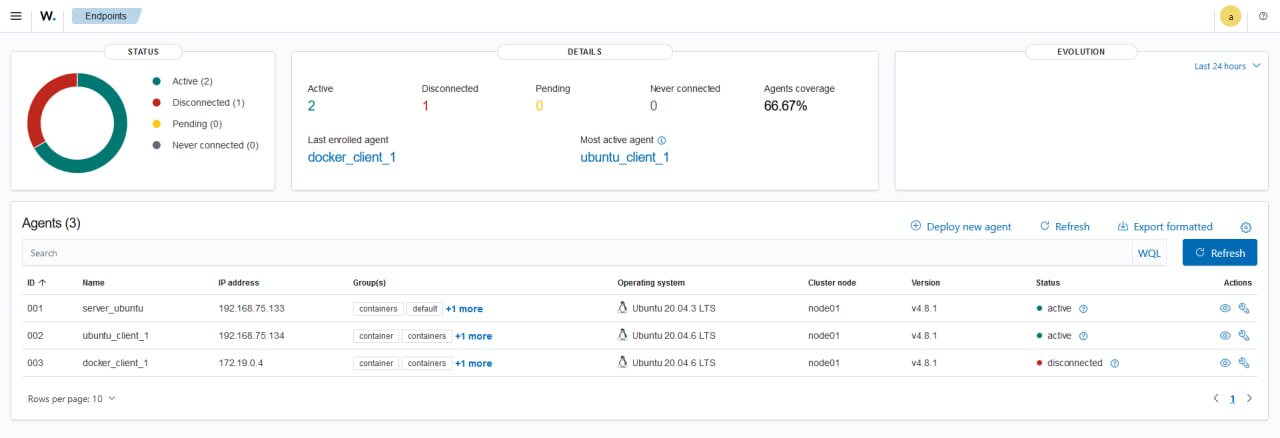 W. Endpoints a
STATUS
Active (2)
Disconnected (1)
Pending (0)
Never connected (0)
DETAILS
Active Disconnected Pending Never connected Agents coverage
2 1 0 0 66.67%
Last enrolled agent Most active agent
docker_client_1 ubuntu_client_1
EVOLUTION
Last 24 hours
Agents (3) Deploy new agent Refresh Export formatted
Search WQL Refresh
ID Name IP address Group(s) Operating system Cluster node Version Status Actions
001 server_ubuntu 192.168.75.133 containers default +1 more Ubuntu 20.04.3 LTS node01 v4.8.1 active
002 ubuntu_client_1 192.168.75.134 container containers +1 more Ubuntu 20.04.6 LTS node01 v4.8.1 active
003 docker_client_1 172.19.0.4 container containers +1 more Ubuntu 20.04.6 LTS node01 v4.8.1 disconnected
Rows per page: 10 1